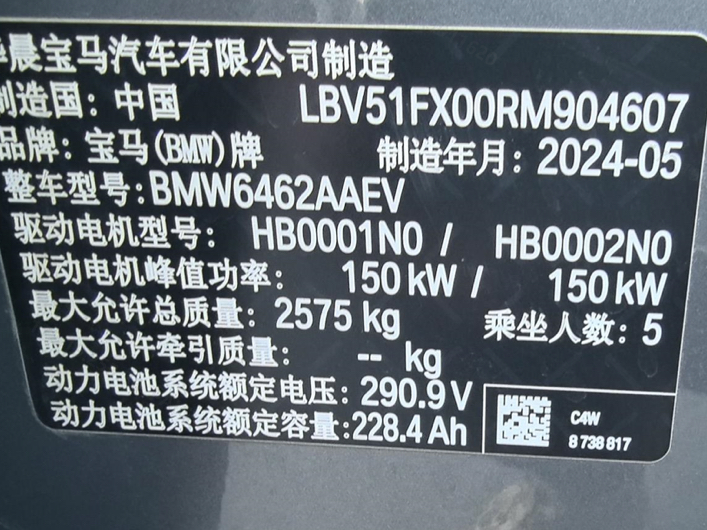 華晨宝马汽车有限公司制造
制造国：中国 LBV51FX00RM904607
品牌：宝马(BMW)牌 制造年月：2024-05
整车型号：BMW6462AAEV
驱动电机型号：HB0001N0 / HB0002N0
驱动电机峰值功率：150 kW / 150 kW
最大允许总质量：2575 kg 乘坐人数：5
最大允许牵引质量：-- kg
动力电池系统额定电压：290.9 V
动力电池系统额定容量：228.4 Ah
C4W
8 738 817